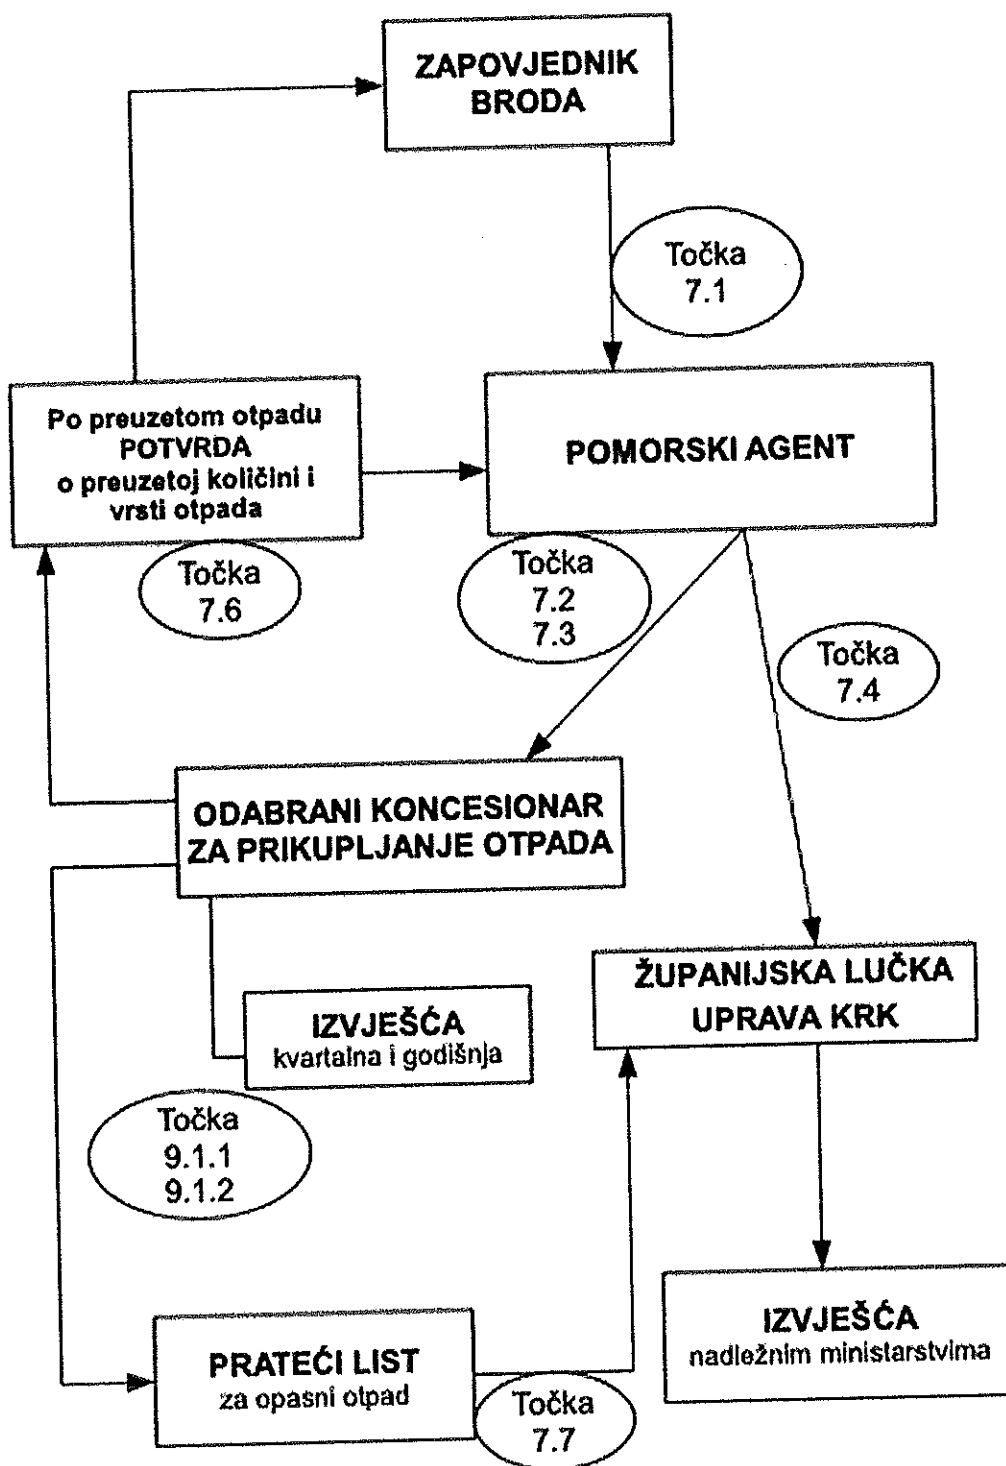 ZAPOVJEDNIK
BRODA
Točka
7.1
Po preuzetom otpadu
POTVRDA
o preuzetoj količini i
vrsti otpada
POMORSKI AGENT
Točka
7.6
Točka
7.2
7.3
Točka
7.4
ODABRANI KONCESIONAR
ZA PRIKUPLJANJE OTPADA
ŽUPANIJSKA LUČKA
UPRAVA KRK
IZVJEŠĆA
kvartalna i godišnja
Točka
9.1.1
9.1.2
PRATEĆI LIST
za opasni otpad
Točka
7.7
IZVJEŠĆA
nadležnim ministarstvima